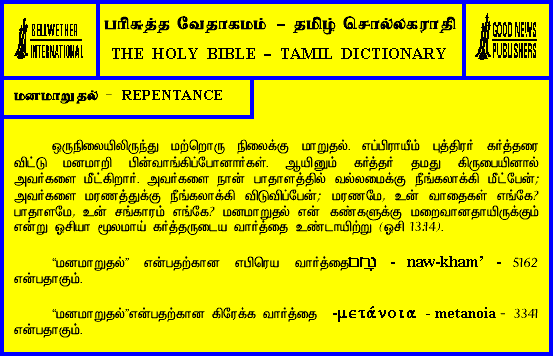 BELLWETHER
INTERNATIONAL
பரிசுத்த வேதாகமம் – தமிழ் சொல்லகராதி
THE HOLY BIBLE – TAMIL DICTIONARY
GOOD NEWS
PUBLISHERS
மனமாறுதல் - REPENTANCE
ஒருநிலையிலிருந்து மற்றொரு நிலைக்கு மாறுதல். எப்பிராயீம் புத்திரர் கர்த்தரை
விட்டு மனமாறி பின்வாங்கிப்போனார்கள். ஆயினும் கர்த்தர் தமது கிருபையினால்
அவர்களை மீட்கிறார். அவர்களை நான் பாதாளத்தின் வல்லமைக்கு நீங்கலாக்கி மீட்பேன்;
அவர்களை மரணத்துக்கு நீங்கலாக்கி விடுவிப்பேன்; மரணமே, உன் வாதைகள் எங்கே?
பாதாளமே, உன் சங்காரம் எங்கே? மனமாறுதல் என் கண்களுக்கு மறைவானதாயிருக்கும்
என்று ஓசியா மூலமாய் கர்த்தருடைய வார்த்தை உண்டாயிற்று (ஓசி 13:14).
“மனமாறுதல்” என்பதற்கான எபிரெய வார்த்தை - naw-kham’ - 5162
என்பதாகும்.
“மனமாறுதல்”என்பதற்கான கிரேக்க வார்த்தை -μετάνοια - metanoia - 3341
என்பதாகும்.